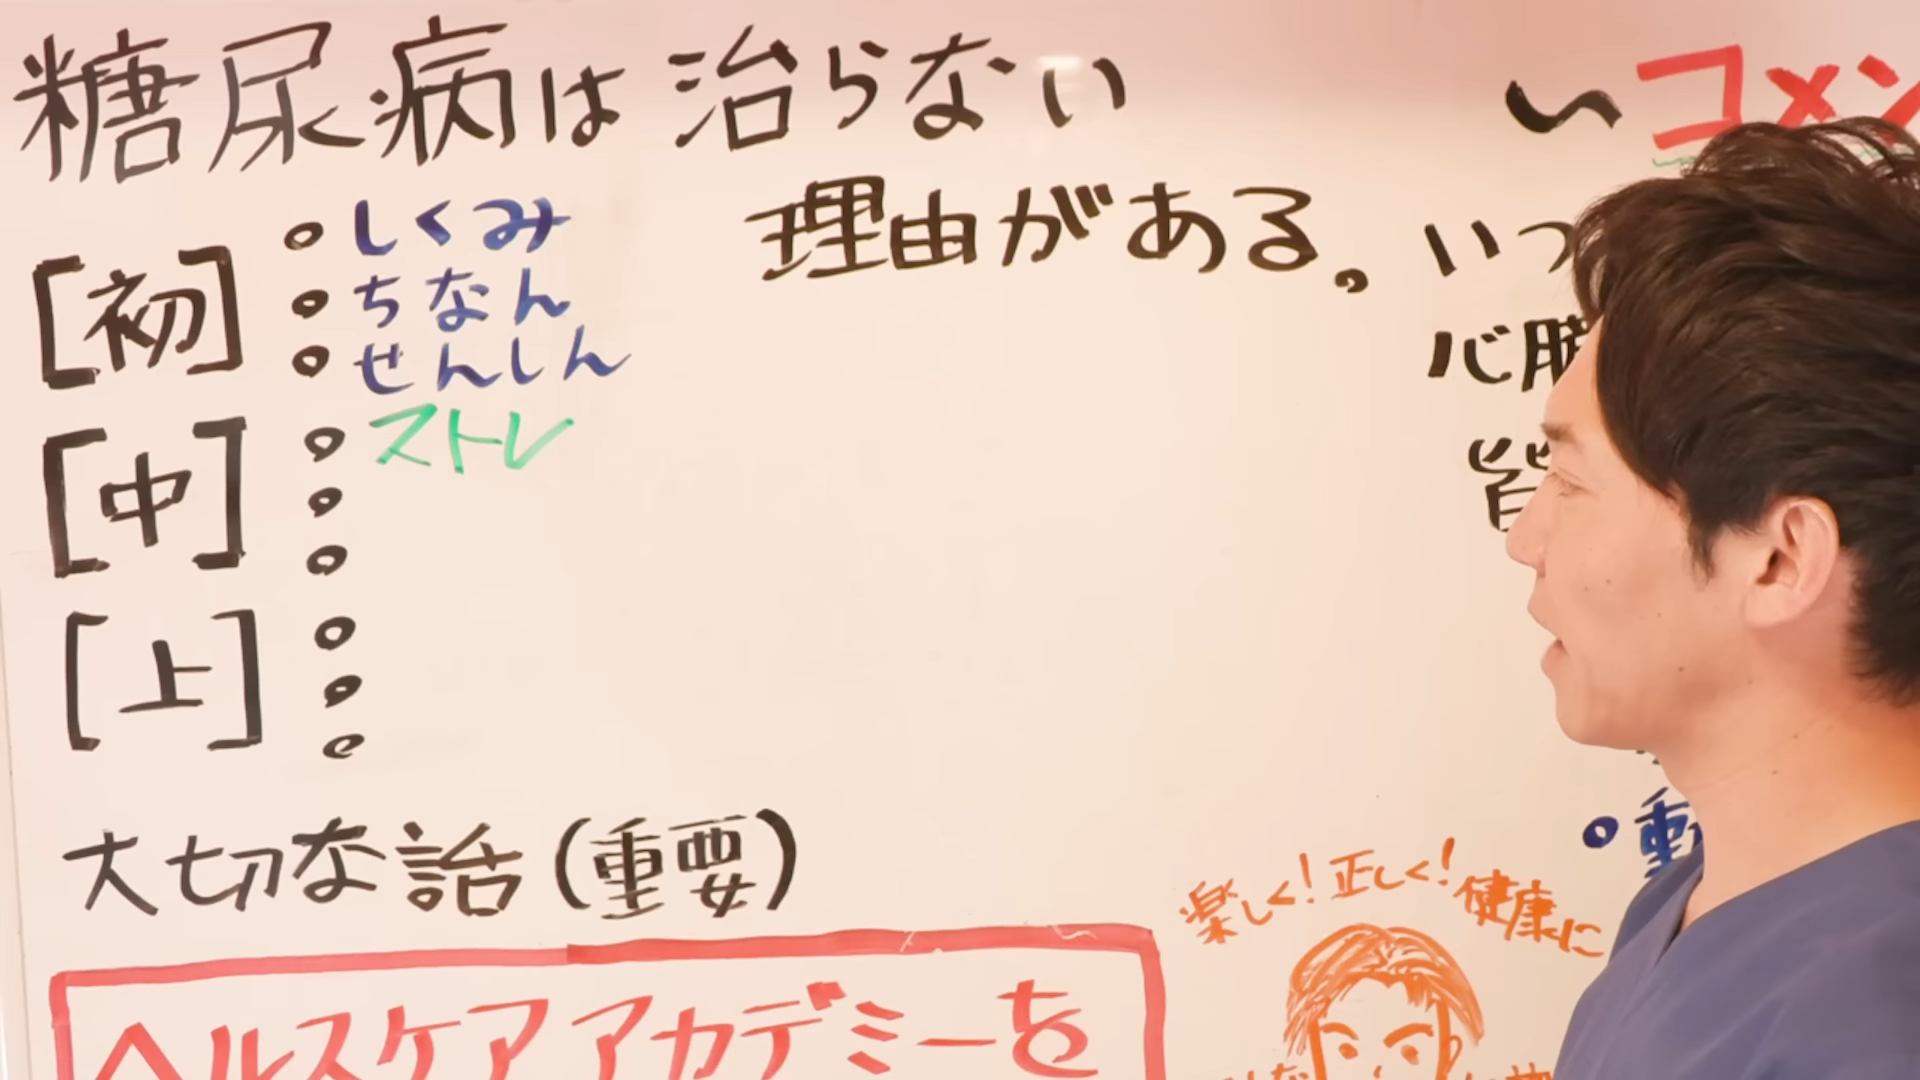 糖尿病は治らない
理由がある。
[初]
しくみ
ちなん
せんしん
[中]
ストレ
[上]
大切な話(重要)
ヘルスケアアカデミーを
いコメン
いつ
心臓
皆
重
楽しく!正しく!健康に